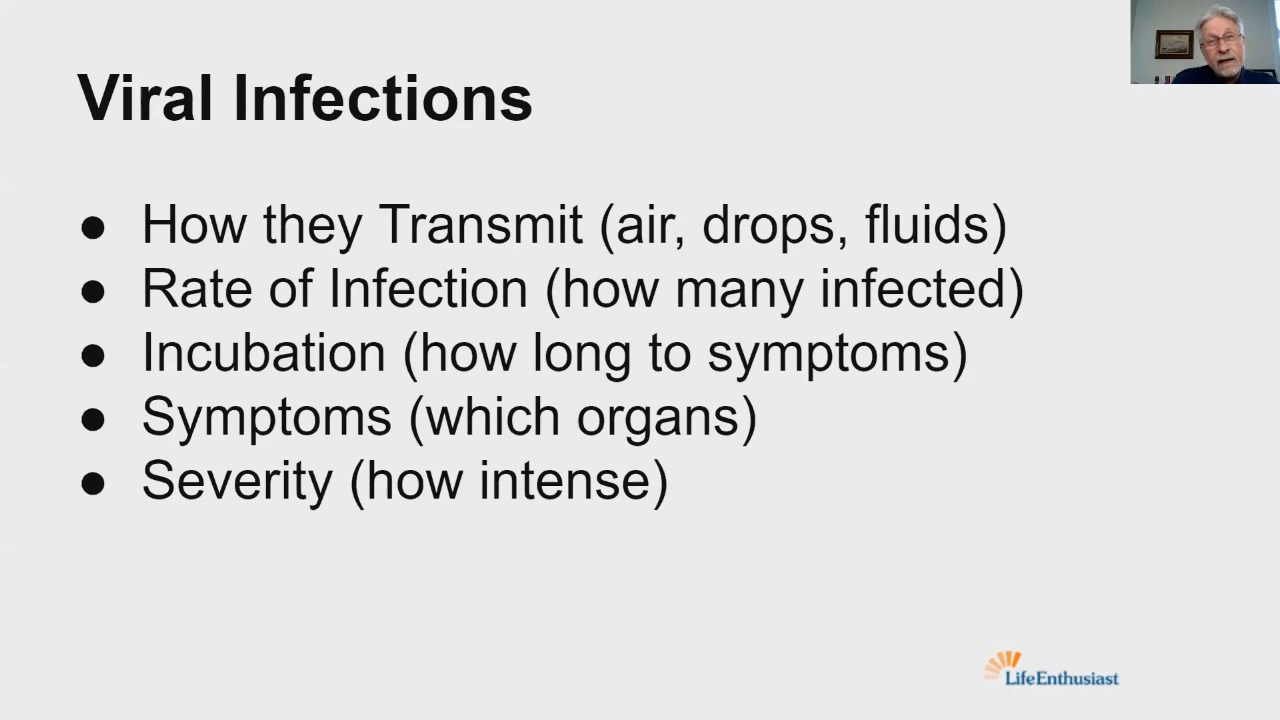 Viral Infections
● How they Transmit (air, drops, fluids)
● Rate of Infection (how many infected)
● Incubation (how long to symptoms)
● Symptoms (which organs)
● Severity (how intense)
LifeEnthusiast